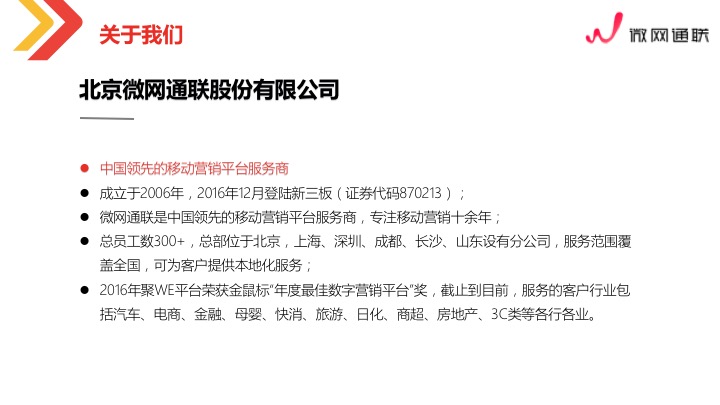 关于我们
微网通联
北京微网通联股份有限公司
中国领先的移动营销平台服务商
成立于2006年，2016年12月登陆新三板（证券代码870213）；
微网通联是中国领先的移动营销平台服务商，专注移动营销十余年；
总员工数300+，总部位于北京，上海、深圳、成都、长沙、山东设有分公司，服务范围覆
盖全国，可为客户提供本地化服务；
2016年聚WE平台荣获金鼠标“年度最佳数字营销平台”奖，截止到目前，服务的客户行业包
括汽车、电商、金融、母婴、快消、旅游、日化、商超、房地产、3C类等各行各业。